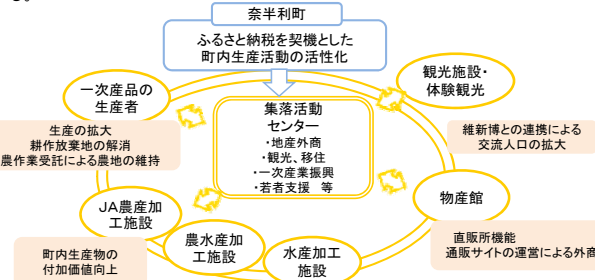 る。
奈半利町
ふるさと納税を契機とした
町内生産活動の活性化
観光施設・
体験観光
一次産品の
生産者
集落活動
センター
・地産外商
・観光、移住
・一次産業振興
・若者支援　等
生産の拡大
耕作放棄地の解消
農作業受託による農地の維持
維新博との連携による
交流人口の拡大
物産館
JA農産加
工施設
農水産加
工施設
水産加工
施設
直販所機能
通販サイトの運営による外商
町内生産物の
付加価値向上